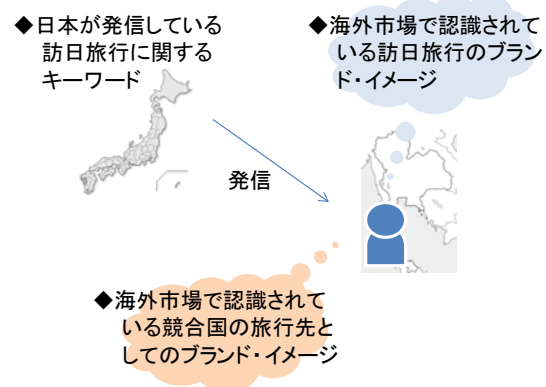 ◆日本が発信している
訪日旅行に関する
キーワード
◆海外市場で認識されて
いる訪日旅行のブラン
ド・イメージ
発信
◆海外市場で認識されて
いる競合国の旅行先と
してのブランド・イメージ